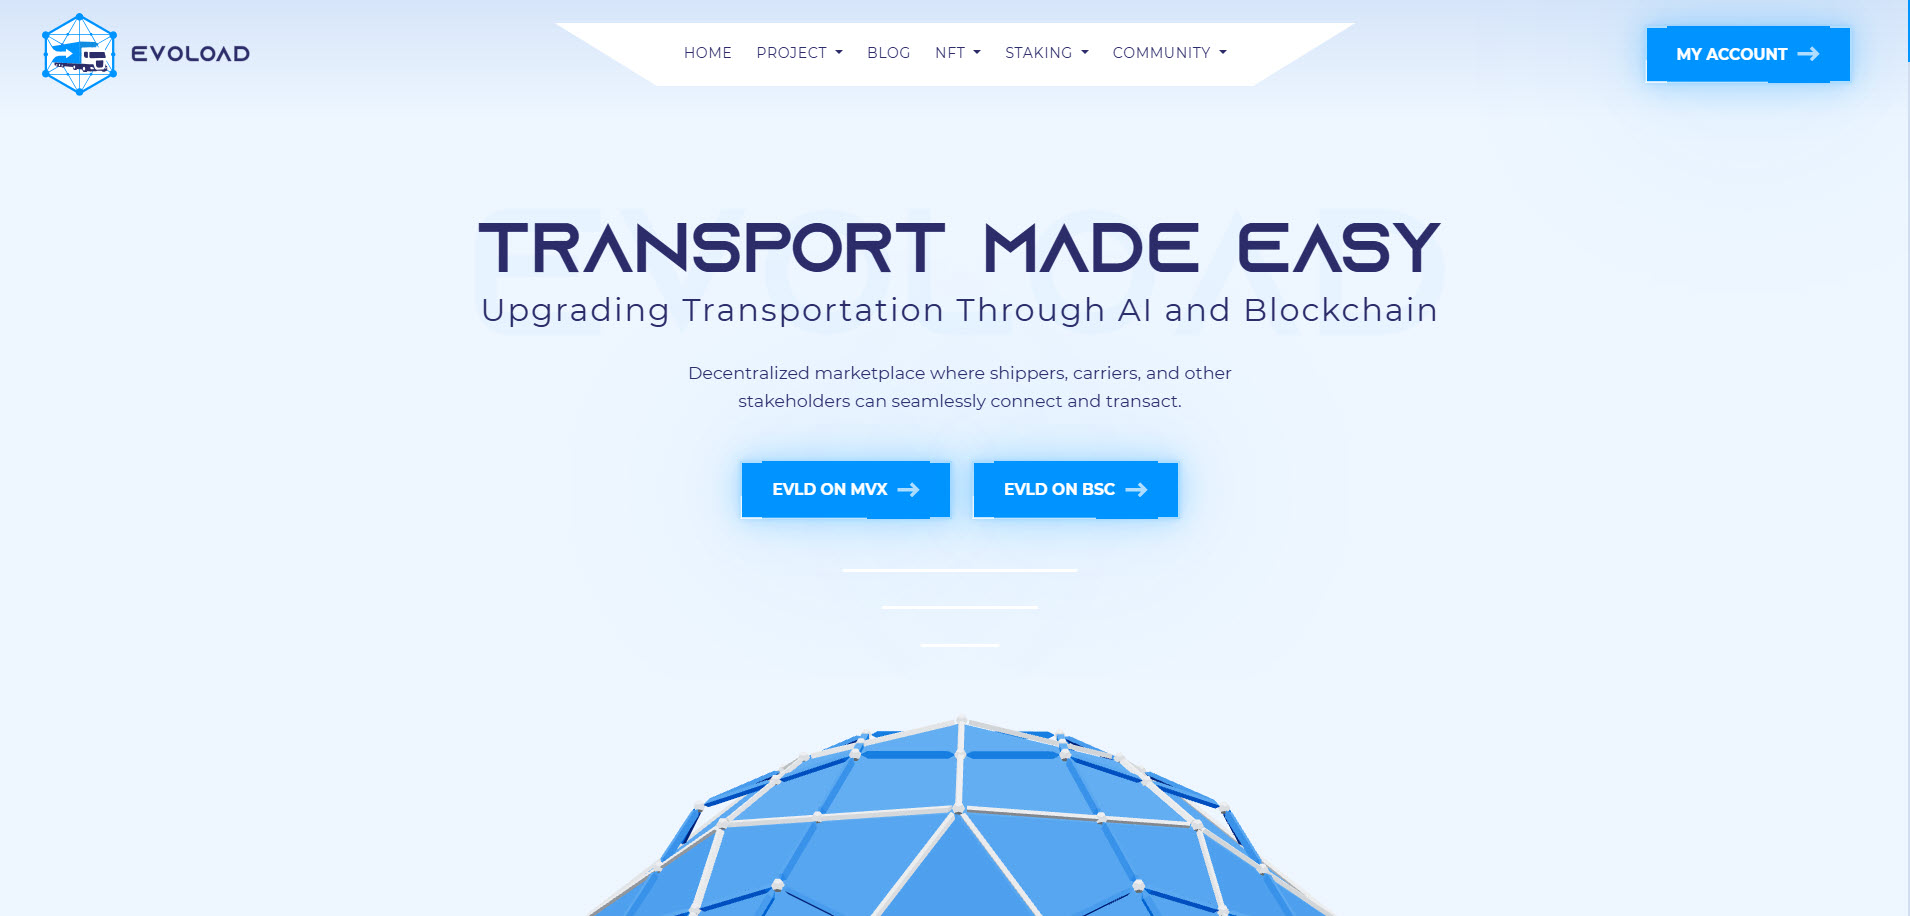 EVOLOAD
HOME PROJECT BLOG NFT STAKING COMMUNITY
MY ACCOUNT
EVOLOAD
TRANSPORT MADE EASY
Upgrading Transportation Through AI and Blockchain
Decentralized marketplace where shippers, carriers, and other
stakeholders can seamlessly connect and transact.
EVLD ON MVX
EVLD ON BSC